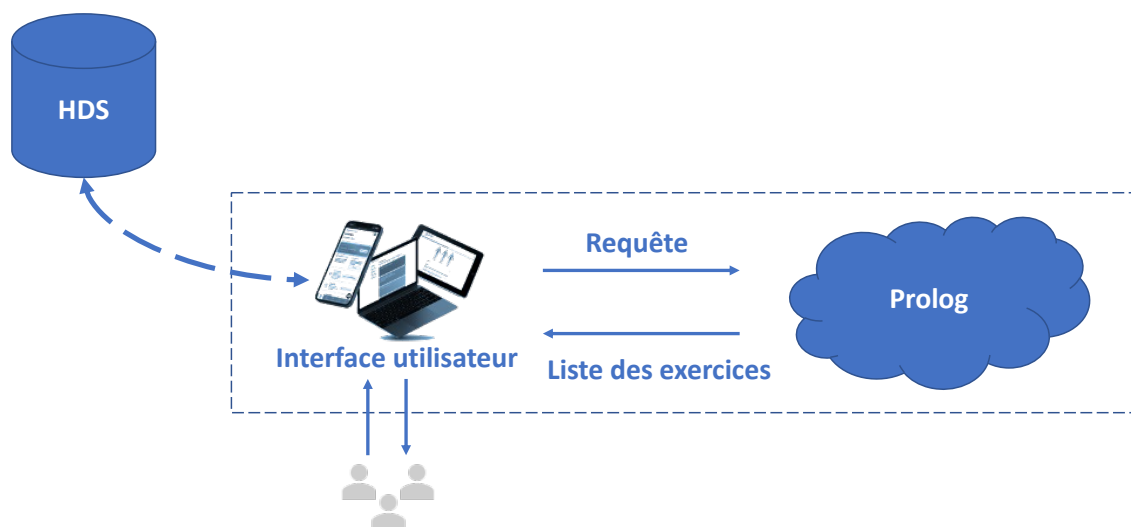 HDS
Requête
Prolog
Interface utilisateur
Liste des exercices